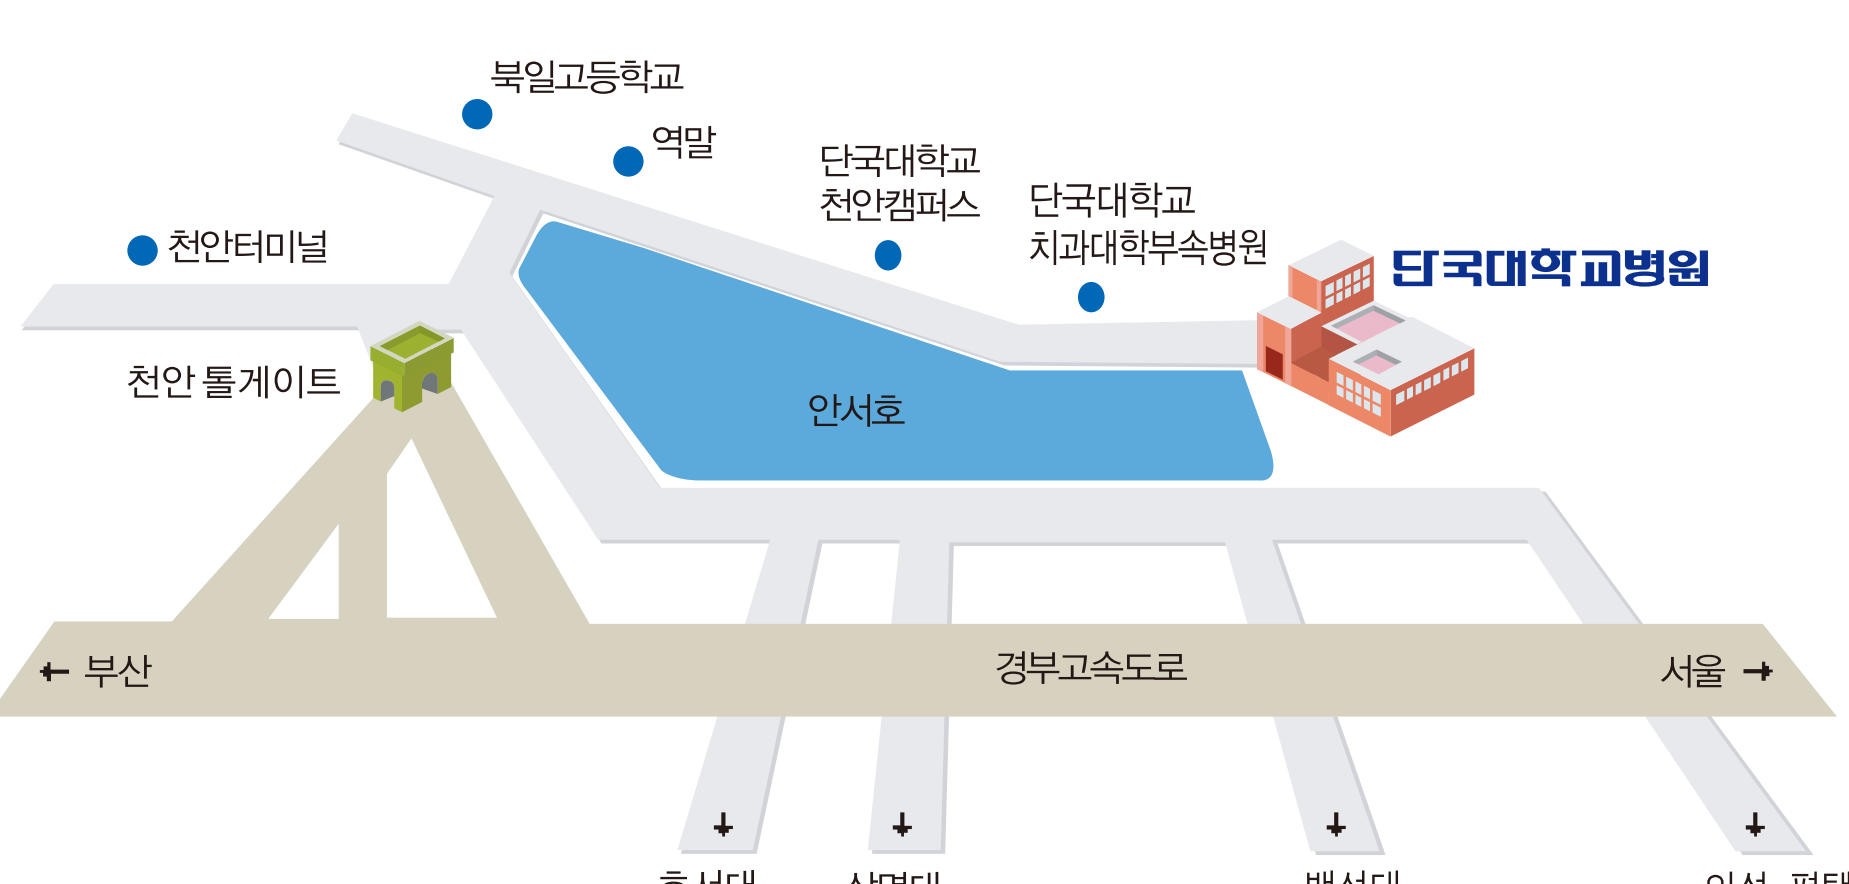 북일고등학교
역말
단국대학교
천안캠퍼스
단국대학교
치과대학부속병원
단국대학교병원
천안터미널
천안 톨게이트
안서호
부산
경부고속도로
서울